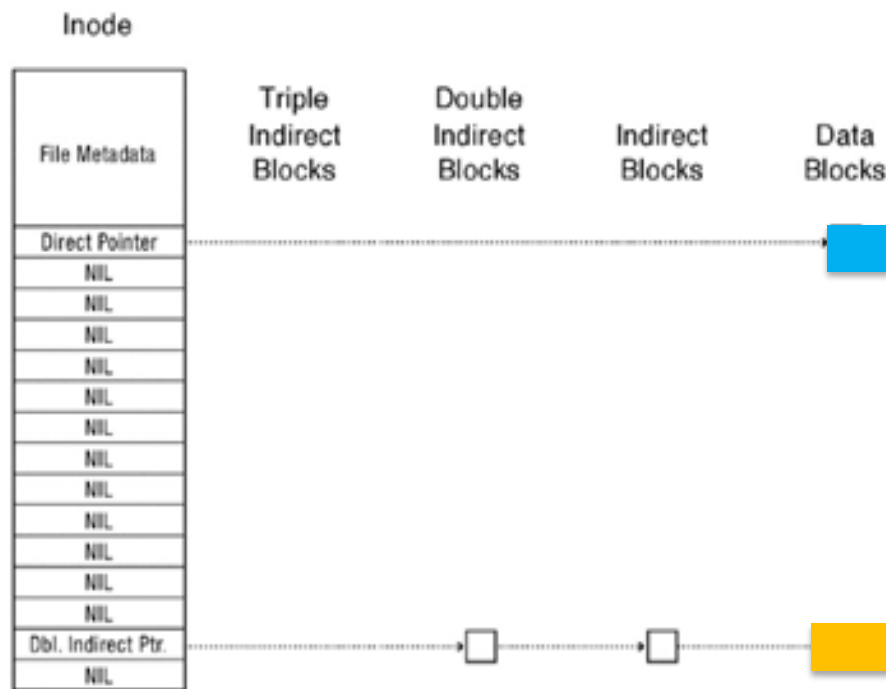 Inode
Triple
Indirect
Blocks
Double
Indirect
Blocks
Indirect
Blocks
Data
Blocks
File Metadata
Direct Pointer
NIL
NIL
NIL
NIL
NIL
NIL
NIL
NIL
NIL
NIL
NIL
NIL
Dbl. Indirect Ptr.
NIL